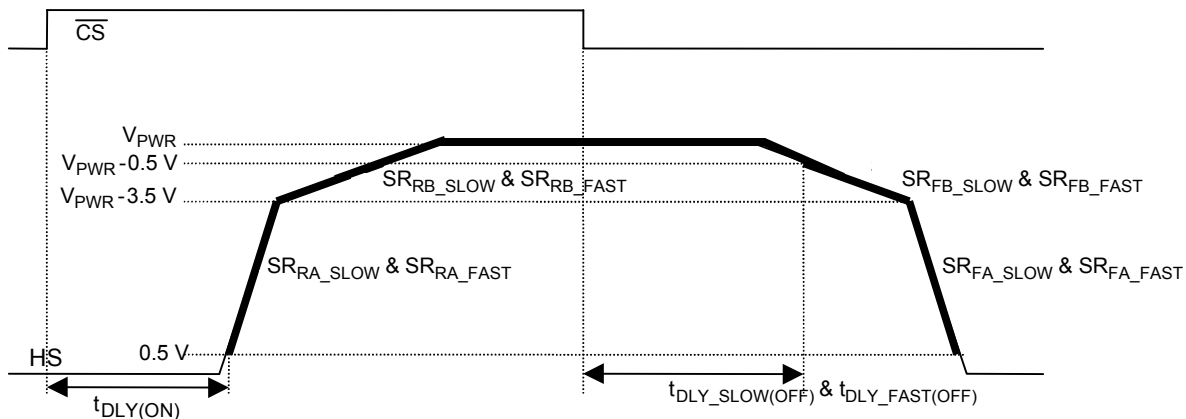 CS
VPWR
VPWR -0.5 V
SRRB_SLOW & SRRB_FAST
SRFB_SLOW & SRFB_FAST
VPWR -3.5 V
SRRA_SLOW & SRRA_FAST
SRFA_SLOW & SRFA_FAST
0.5 V
HS
tDLY(ON)
tDLY_SLOW(OFF) & tDLY_FAST(OFF)